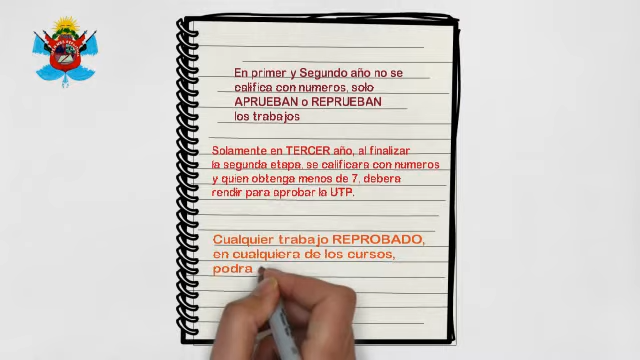 En primer y Segundo año no se
califica con numeros, solo
APRUEBAN o REPRUEBAN
los trabajos
Solamente en TERCER año, al finalizar
la segunda etapa, se calificara con numeros
y quien obtenga menos de 7, debera
rendir para aprobar la UTP.
Cualquier trabajo REPROBADO,
en cualquiera de los cursos,
podra